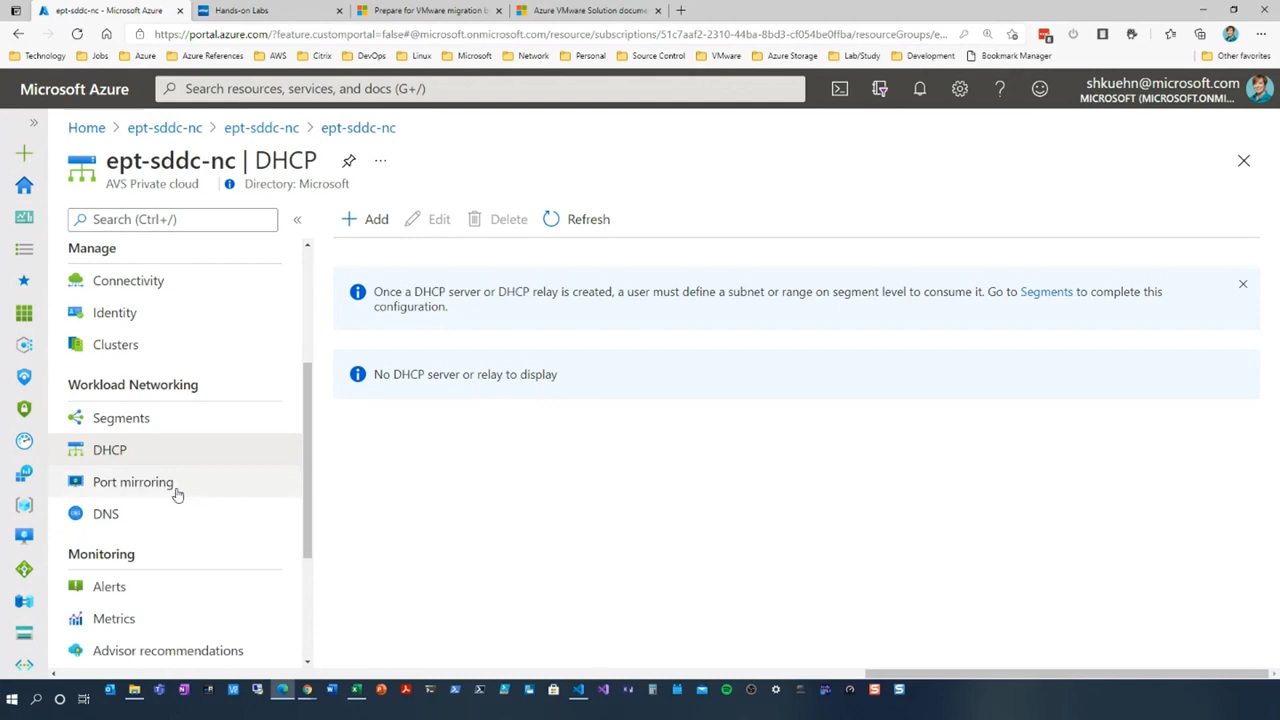 ept-sddc-nc - Microsoft Azure
Hands-on Labs
Prepare for VMware migration b
Azure VMware Solution docume
https://portal.azure.com/?feature.customportal=false#@microsoft.onmicrosoft.com/resource/subscriptions/51c7aaf2-2310-44ba-8bd3-cf054be0ffba/resourceGroups/e...
Technology
Jobs
Azure
Azure References
AWS
Citrix
DevOps
Linux
Microsoft
Network
Personal
Source Control
VMware
Azure Storage
Lab/Study
Development
Bookmark Manager
Other favorites
Microsoft Azure
Search resources, services, and docs (G+/)
shkuehn@microsoft.com
MICROSOFT (MICROSOFT.ONMI...
Home > ept-sddc-nc > ept-sddc-nc > ept-sddc-nc
ept-sddc-nc | DHCP
AVS Private cloud
Directory: Microsoft
Search (Ctrl+/)
Add
Edit
Delete
Refresh
Manage
Connectivity
Identity
Clusters
Workload Networking
Segments
DHCP
Port mirroring
DNS
Monitoring
Alerts
Metrics
Advisor recommendations
Once a DHCP server or DHCP relay is created, a user must define a subnet or range on segment level to consume it. Go to Segments to complete this
configuration.
No DHCP server or relay to display